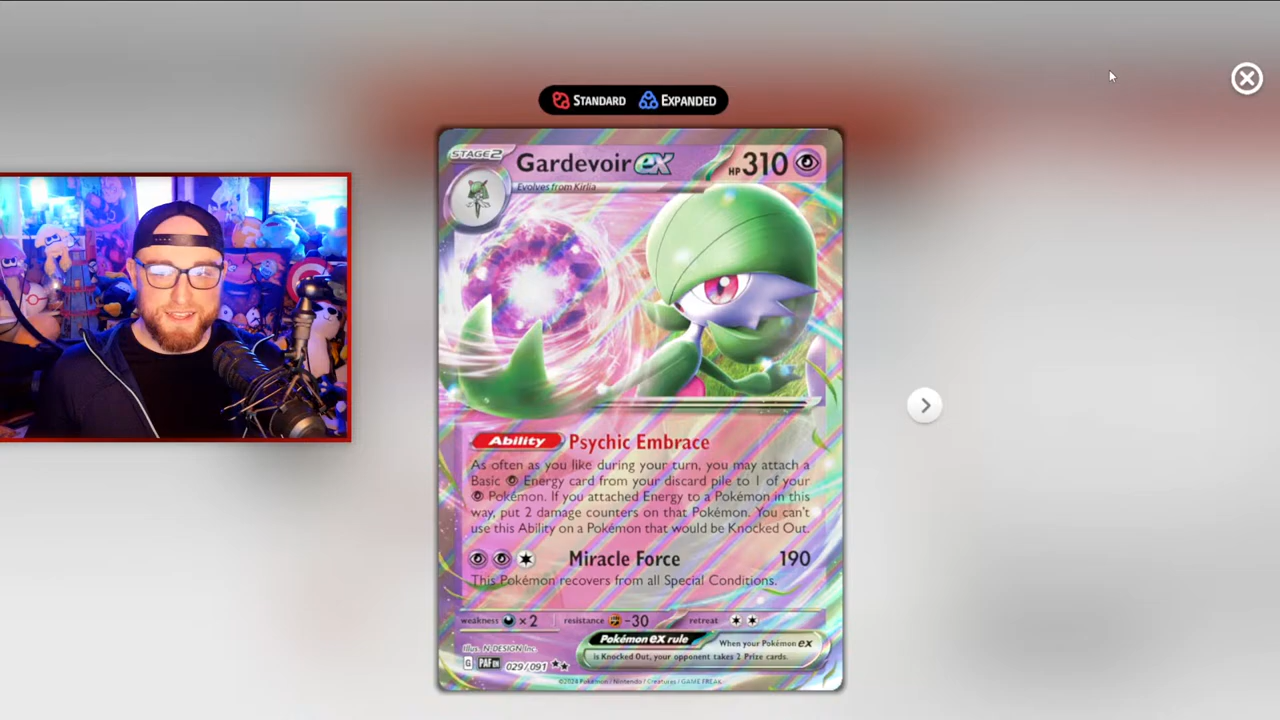 STANDARD EXPANDED
STAGE2 Gardevoir ex HP 310
Evolves from Kirlia
Ability Psychic Embrace
As often as you like during your turn, you may attach a
Basic Energy card from your discard pile to 1 of your
Pokémon. If you attached Energy to a Pokémon in this
way, put 2 damage counters on that Pokémon. You can't
use this Ability on a Pokémon that would be Knocked Out.
Miracle Force 190
This Pokémon recovers from all Special Conditions.
weakness ×2 resistance -30 retreat
Pokémon ex rule When your Pokémon ex
is Knocked Out, your opponent takes 2 Prize cards.
Illus. N-DESIGN Inc.
G PAF EN 029/091
©2024 Pokémon / Nintendo / Creatures / GAME FREAK